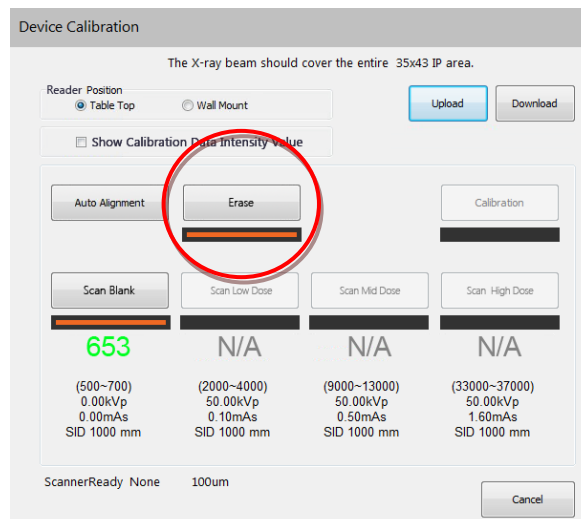 Device Calibration
The X-ray beam should cover the entire 35x43 IP area.
Reader Position
Table Top Wall Mount
Upload Download
Show Calibration Data Intensity Value
Auto Alignment Erase Calibration
Scan Blank Scan Low Dose Scan Mid Dose Scan High Dose
653 N/A N/A N/A
(500~700) (2000~4000) (9000~13000) (33000~37000)
0.00kVp 50.00kVp 50.00kVp 50.00kVp
0.00mAs 0.10mAs 0.50mAs 1.60mAs
SID 1000 mm SID 1000 mm SID 1000 mm SID 1000 mm
ScannerReady None 100um
Cancel